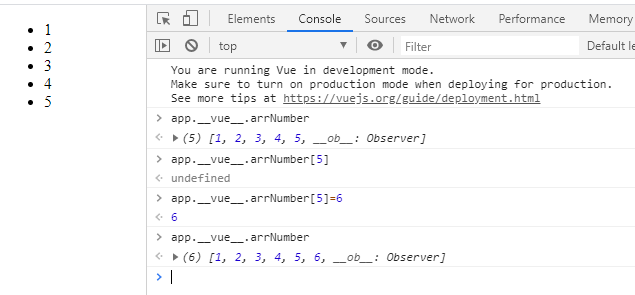 1
2
3
4
5
Elements Console Sources Network Performance Memory
top ▼ Filter Default le
You are running Vue in development mode.
Make sure to turn on production mode when deploying for production.
See more tips at https://vuejs.org/guide/deployment.html
> app.__vue__.arrNumber
<· ▶(5) [1, 2, 3, 4, 5, __ob__: Observer]
> app.__vue__.arrNumber[5]
<· undefined
> app.__vue__.arrNumber[5]=6
<· 6
> app.__vue__.arrNumber
<· ▶(6) [1, 2, 3, 4, 5, 6, __ob__: Observer]
>